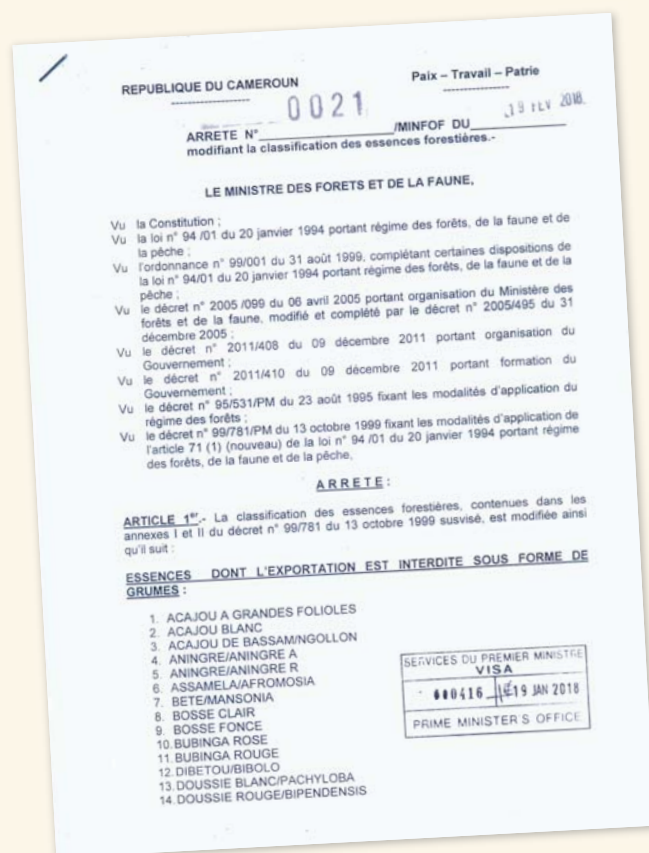 REPUBLIQUE DU CAMEROUN
Paix – Travail – Patrie
0021
19 FEV 2018
ARRETE N°____________/MINFOF DU____________
modifiant la classification des essences forestières.-
LE MINISTRE DES FORETS ET DE LA FAUNE,
Vu la Constitution ;
Vu la loi n° 94 /01 du 20 janvier 1994 portant régime des forêts, de la faune et de
la pêche ;
Vu l'ordonnance n° 99/001 du 31 août 1999, complétant certaines dispositions de
la loi n° 94/01 du 20 janvier 1994 portant régime des forêts, de la faune et de la
pêche ;
Vu le décret n° 2005 /099 du 06 avril 2005 portant organisation du Ministère des
forêts et de la faune, modifié et complété par le décret n° 2005/495 du 31
décembre 2005 ;
Vu le décret n° 2011/408 du 09 décembre 2011 portant organisation du
Gouvernement ;
Vu le décret n° 2011/410 du 09 décembre 2011 portant formation du
Gouvernement ;
Vu le décret n° 95/531/PM du 23 août 1995 fixant les modalités d'application du
régime des forêts ;
Vu le décret n° 99/781/PM du 13 octobre 1999 fixant les modalités d'application de
l'article 71 (1) (nouveau) de la loi n° 94 /01 du 20 janvier 1994 portant régime
des forêts, de la faune et de la pêche,
ARRETE :
ARTICLE 1er.- La classification des essences forestières, contenues dans les
annexes I et II du décret n° 99/781 du 13 octobre 1999 susvisé, est modifiée ainsi
qu'il suit :
ESSENCES DONT L'EXPORTATION EST INTERDITE SOUS FORME DE
GRUMES :
1. ACAJOU A GRANDES FOLIOLES
2. ACAJOU BLANC
3. ACAJOU DE BASSAM/NGOLLON
4. ANINGRE/ANINGRE A
5. ANINGRE/ANINGRE R
6. ASSAMELA/AFROMOSIA
7. BETE/MANSONIA
8. BOSSE CLAIR
9. BOSSE FONCE
10. BUBINGA ROSE
11. BUBINGA ROUGE
12. DIBETOU/BIBOLO
13. DOUSSIE BLANC/PACHYLOBA
14. DOUSSIE ROUGE/BIPENDENSIS
SERVICES DU PREMIER MINISTRE
VISA
000416 19 JAN 2018
PRIME MINISTER'S OFFICE